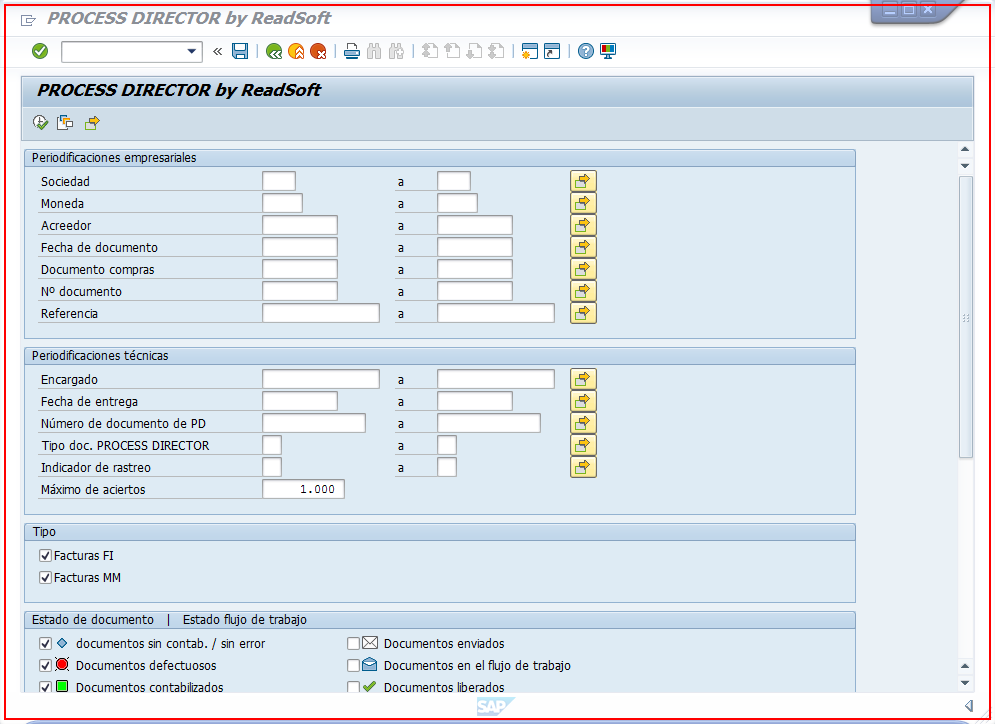 PROCESS DIRECTOR by ReadSoft
PROCESS DIRECTOR by ReadSoft
Periodificaciones empresariales
Sociedad a
Moneda a
Acreedor a
Fecha de documento a
Documento compras a
Nº documento a
Referencia a
Periodificaciones técnicas
Encargado a
Fecha de entrega a
Número de documento de PD a
Tipo doc. PROCESS DIRECTOR a
Indicador de rastreo a
Máximo de aciertos 1.000
Tipo
Facturas FI
Facturas MM
Estado de documento | Estado flujo de trabajo
documentos sin contab. / sin error Documentos enviados
Documentos defectuosos Documentos en el flujo de trabajo
Documentos contabilizados Documentos liberados
SAP